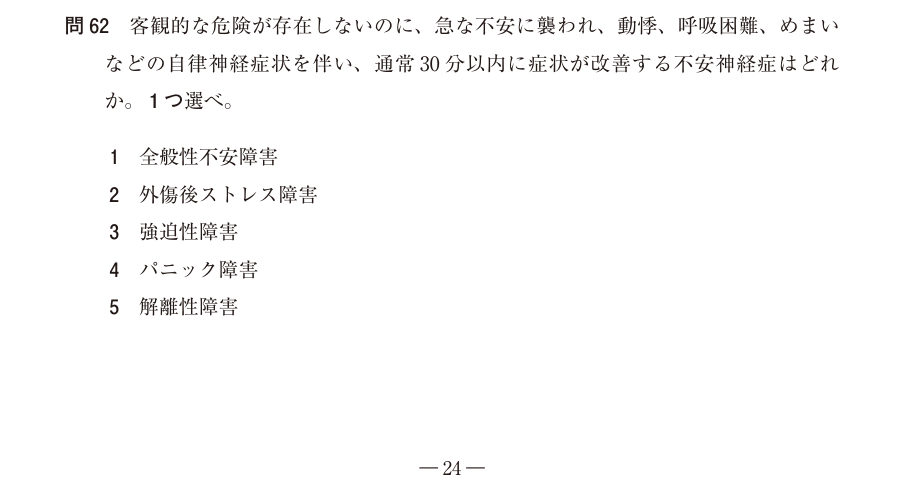 問 62 客観的な危険が存在しないのに、急な不安に襲われ、動悸、呼吸困難、めまい
などの自律神経症状を伴い、通常 30 分以内に症状が改善する不安神経症はどれ
か。1 つ選べ。
1 全般性不安障害
2 外傷後ストレス障害
3 強迫性障害
4 パニック障害
5 解離性障害
― 24 ―